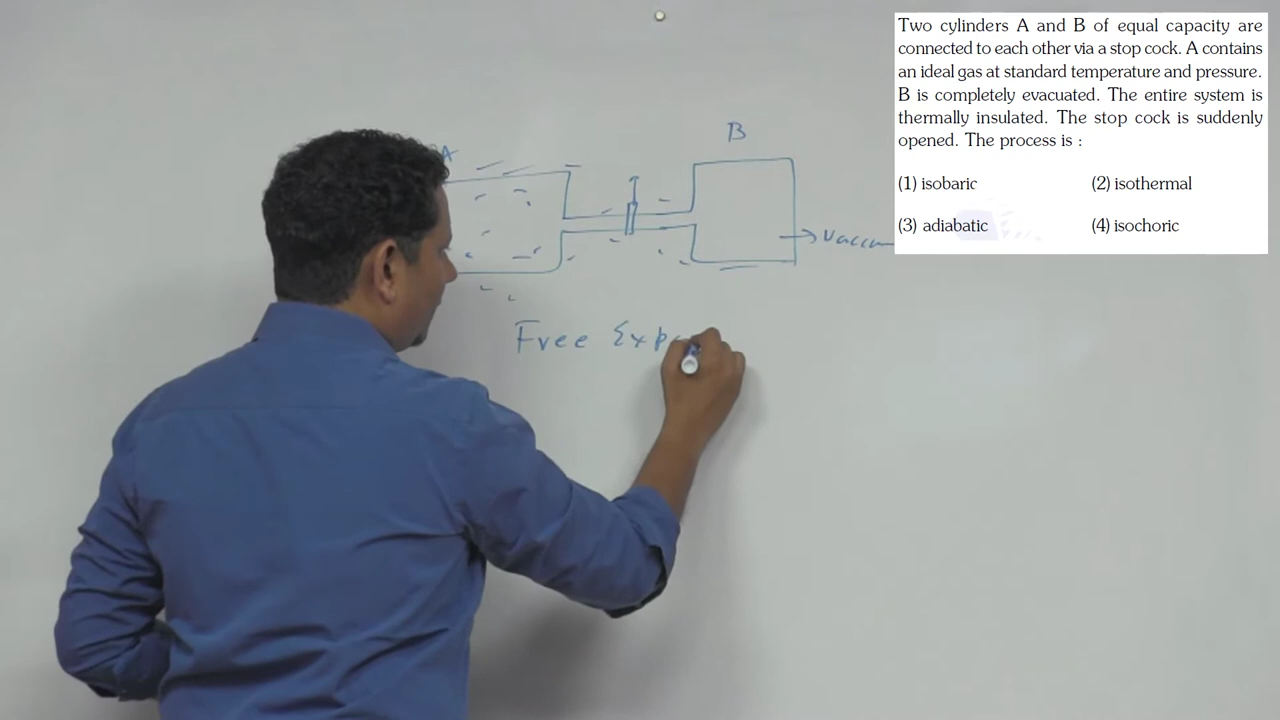 Two cylinders A and B of equal capacity are
connected to each other via a stop cock. A contains
an ideal gas at standard temperature and pressure.
B is completely evacuated. The entire system is
thermally insulated. The stop cock is suddenly
opened. The process is :
(1) isobaric (2) isothermal
(3) adiabatic (4) isochoric
A
B
Free Exp